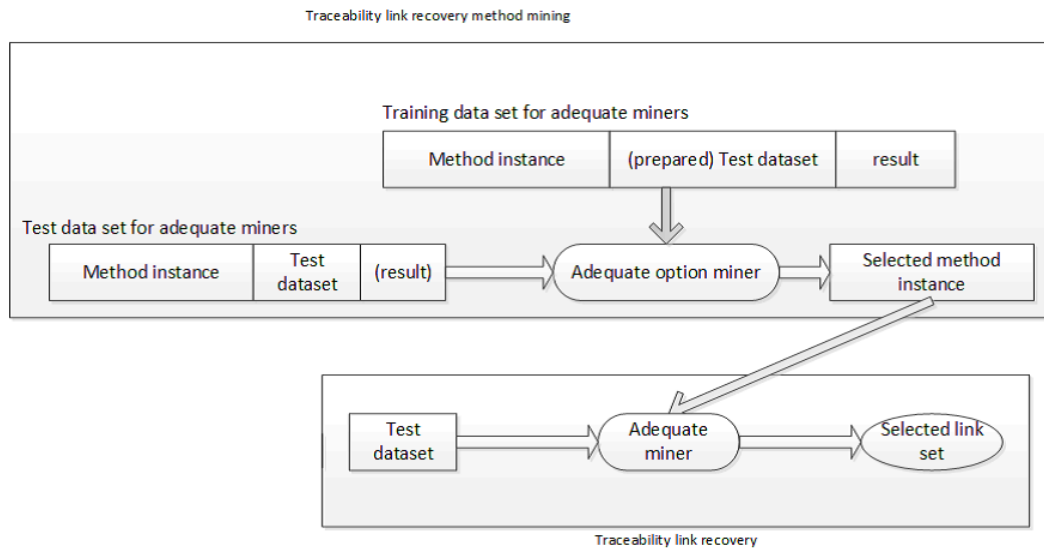 Traceability link recovery method mining
Training data set for adequate miners
Method instance
(prepared) Test dataset
result
Test data set for adequate miners
Method instance
Test
dataset
(result)
Adequate option miner
Selected method
instance
Test
dataset
Adequate
miner
Selected link
set
Traceability link recovery